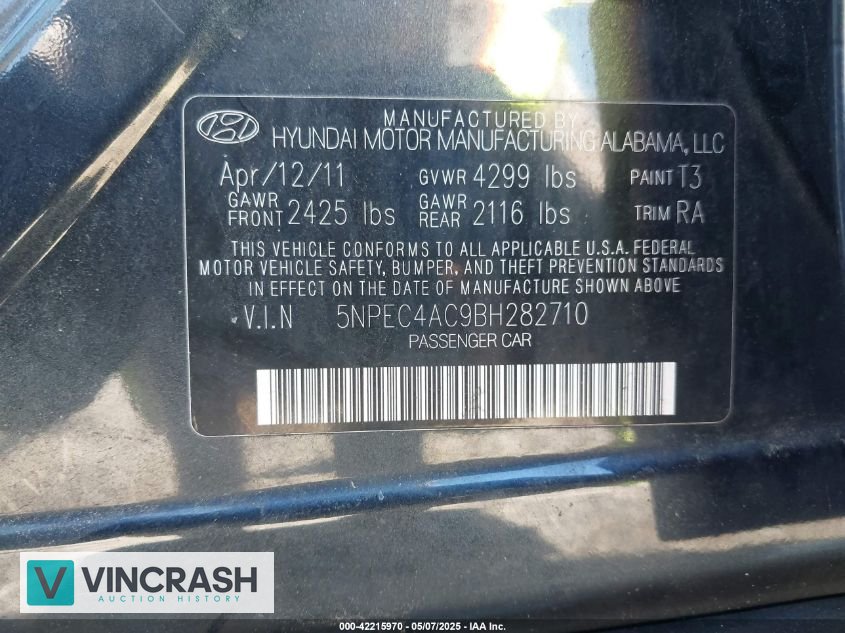 MANUFACTURED BY
HYUNDAI MOTOR MANUFACTURING ALABAMA, LLC
Apr/12/11 GVWR 4299 lbs PAINT T3
GAWR FRONT 2425 lbs GAWR REAR 2116 lbs TRIM RA
THIS VEHICLE CONFORMS TO ALL APPLICABLE U.S.A. FEDERAL
MOTOR VEHICLE SAFETY, BUMPER, AND THEFT PREVENTION STANDARDS
IN EFFECT ON THE DATE OF MANUFACTURE SHOWN ABOVE
V.I.N 5NPEC4AC9BH282710
PASSENGER CAR
V VINCRASH
AUCTION HISTORY
000-42215970 - 05/07/2025 - IAA Inc.